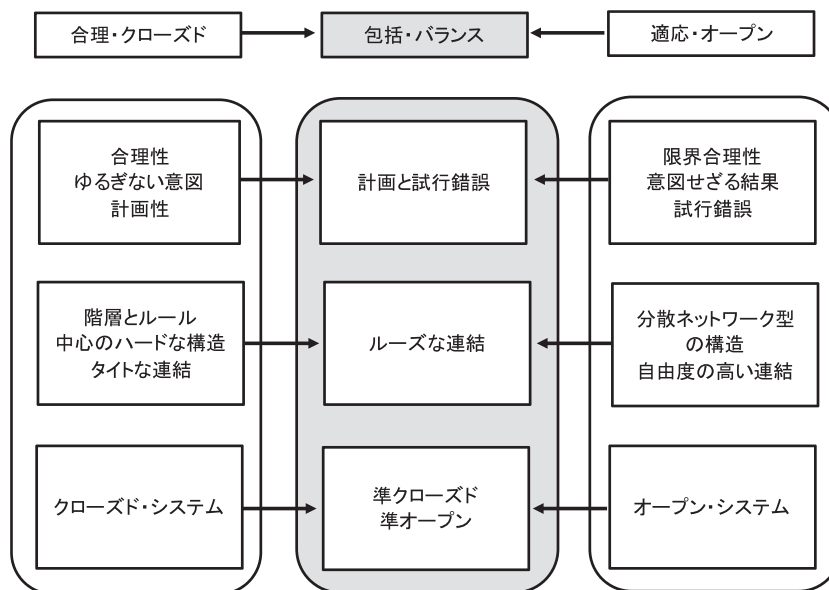 合理・クローズド
包括・バランス
適応・オープン
合理性
ゆるぎない意図
計画性
計画と試行錯誤
限界合理性
意図せざる結果
試行錯誤
階層とルール
中心のハードな構造
タイトな連結
ルーズな連結
分散ネットワーク型
の構造
自由度の高い連結
クローズド・システム
準クローズド
準オープン
オープン・システム